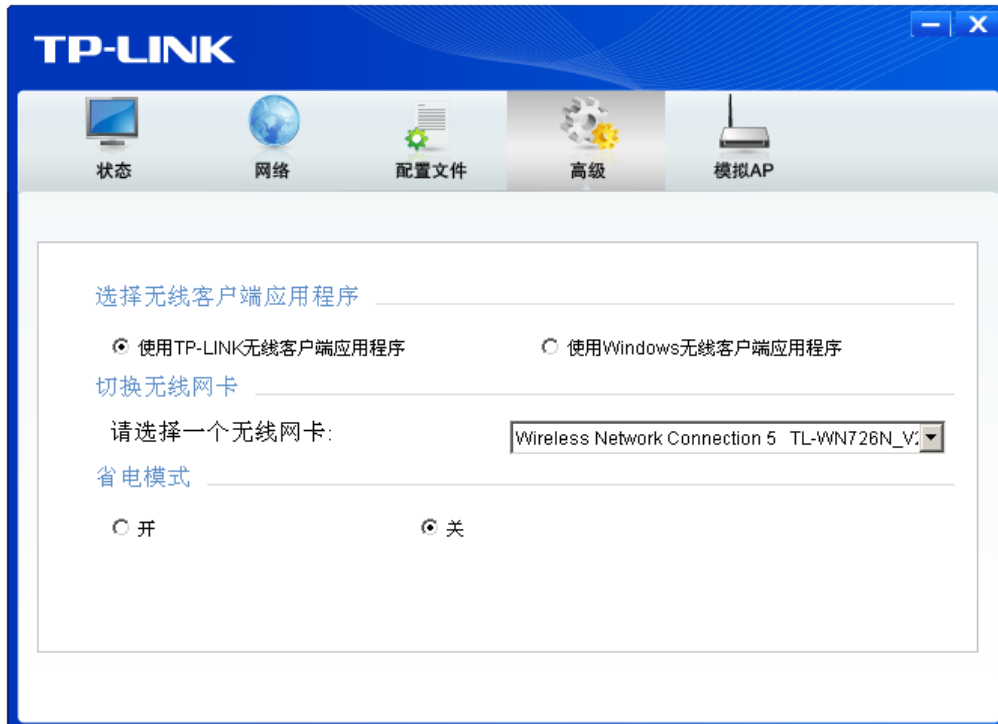 TP-LINK
状态 网络 配置文件 高级 模拟AP
选择无线客户端应用程序
使用TP-LINK无线客户端应用程序 使用Windows无线客户端应用程序
切换无线网卡
请选择一个无线网卡: Wireless Network Connection 5 TL-WN726N_V
省电模式
开 关